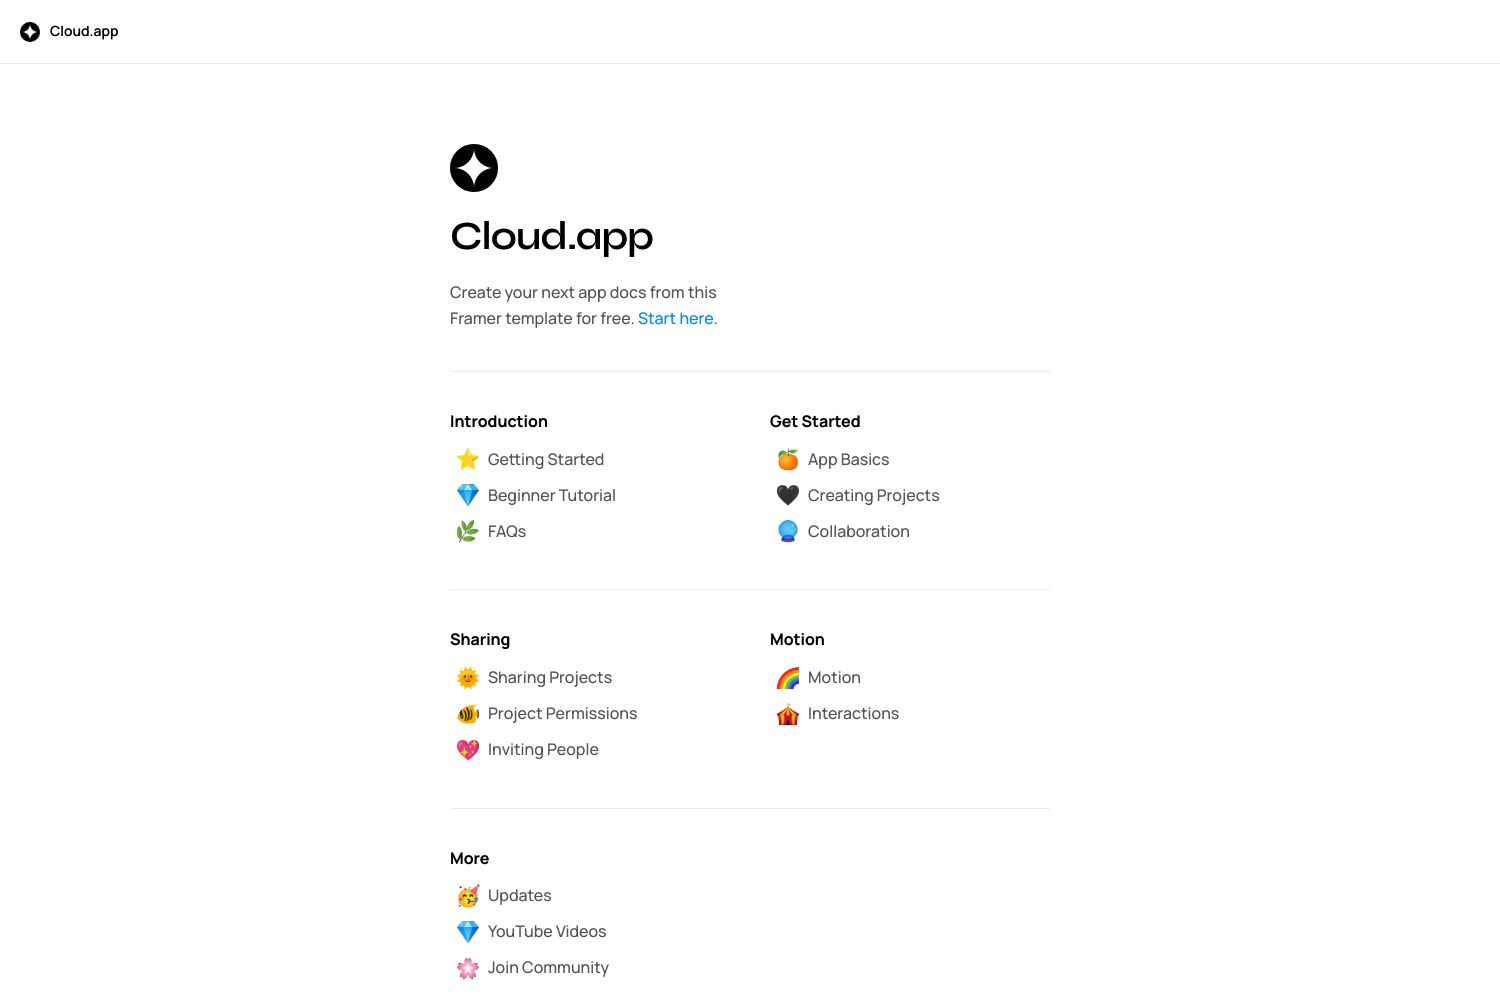 Cloud.app
Cloud.app
Create your next app docs from this
Framer template for free. Start here.
Introduction
Getting Started
Beginner Tutorial
FAQs
Get Started
App Basics
Creating Projects
Collaboration
Sharing
Sharing Projects
Project Permissions
Inviting People
Motion
Motion
Interactions
More
Updates
YouTube Videos
Join Community